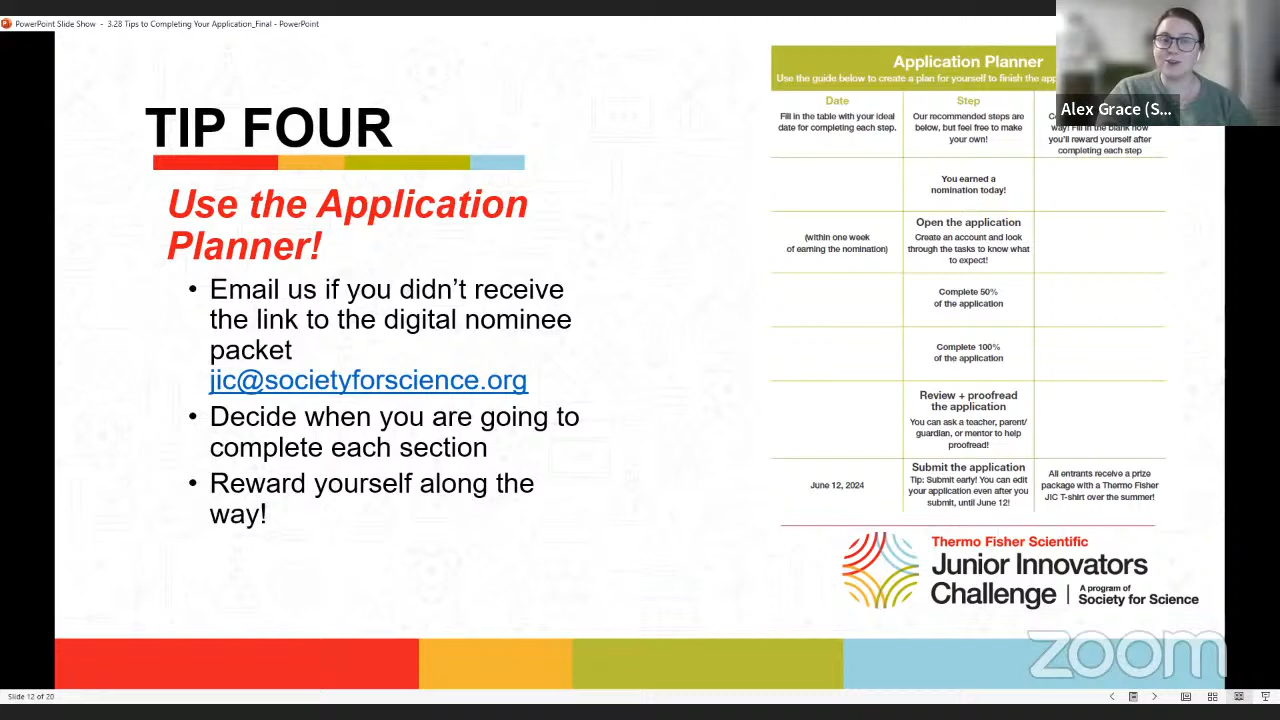 PowerPoint Slide Show - 3.28 Tips to Completing Your Application_Final - PowerPoint
TIP FOUR
Use the Application
Planner!
• Email us if you didn’t receive
the link to the digital nominee
packet
jic@societyforscience.org
• Decide when you are going to
complete each section
• Reward yourself along the
way!
Application Planner
Use the guide below to create a plan for yourself to finish the
Date
Fill in the table with your ideal
date for completing each step.
Step
Our recommended steps are
below, but feel free to make
your own!
way! Fill in the blank how
you'll reward yourself after
completing each step
You earned a
nomination today!
(within one week
of earning the nomination)
Open the application
Create an account and look
through the tasks to know what
to expect!
Complete 50%
of the application
Complete 100%
of the application
Review + proofread
the application
You can ask a teacher, parent/
guardian, or mentor to help
proofread!
June 12, 2024
Submit the application
Tip: Submit early! You can edit
your application even after you
submit, until June 12!
All entrants receive a prize
package with a Thermo Fisher
JIC T-shirt over the summer!
Thermo Fisher Scientific
Junior Innovators
Challenge
A program of
Society for Science
Alex Grace (S...
zoom
Slide 12 of 20